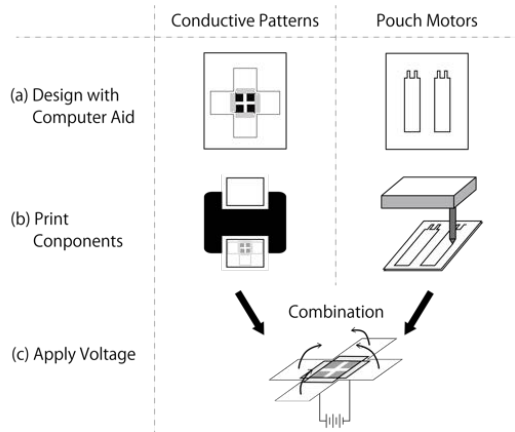 Conductive Patterns
Pouch Motors
(a) Design with
Computer Aid
(b) Print
Conponents
Combination
(c) Apply Voltage